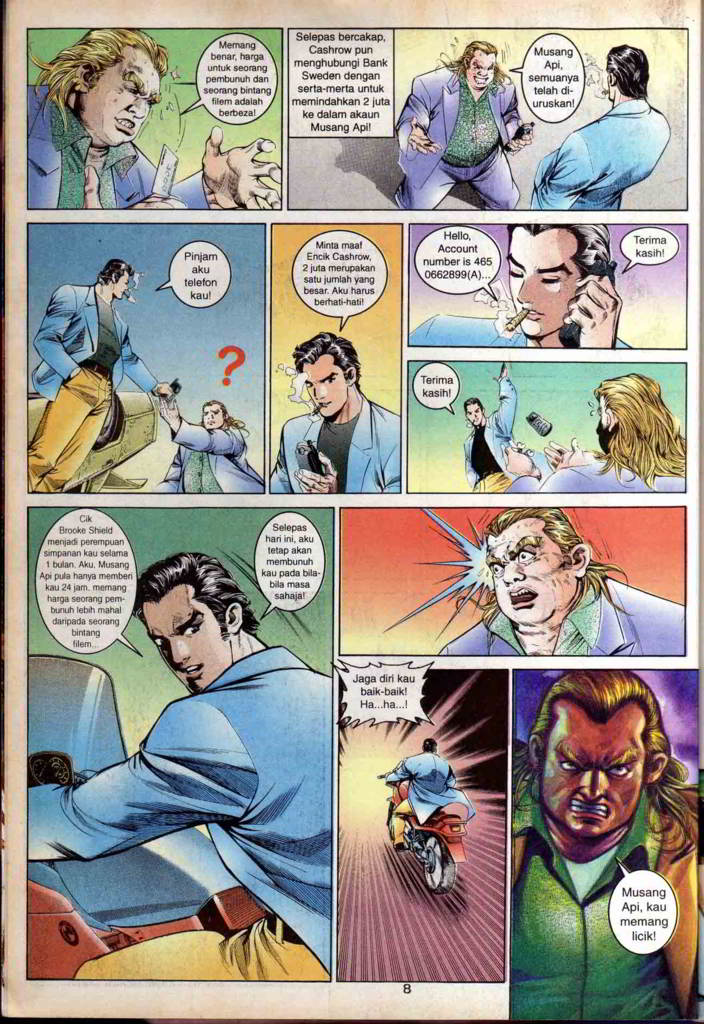 Memang
benar, harga
untuk seorang
pembunuh dan
seorang bintang
filem adalah
berbeza!
Selepas bercakap,
Cashrow pun
menghubungi Bank
Sweden dengan
serta-merta untuk
memindahkan 2 juta
ke dalam akaun
Musang Api!
Musang
Api,
semuanya
telah di-
uruskan!
Pinjam
aku
telefon
kau!
?
Minta maaf
Encik Cashrow,
2 juta merupakan
satu jumlah yang
besar. Aku harus
berhati-hati!
Hello,
Account
number is 465
0662899(A)...
Terima
kasih!
Terima
kasih!
Cik
Brooke Shield
menjadi perempuan
simpanan kau selama
1 bulan. Aku, Musang
Api pula hanya memberi
kau 24 jam. memang
harga seorang pem-
bunuh lebih mahal
daripada seorang
bintang
filem...
Selepas
hari ini, aku
tetap akan
membunuh
kau pada bila-
bila masa
sahaja!
Jaga diri kau
baik-baik!
Ha...ha...!
Musang
Api, kau
memang
licik!
8